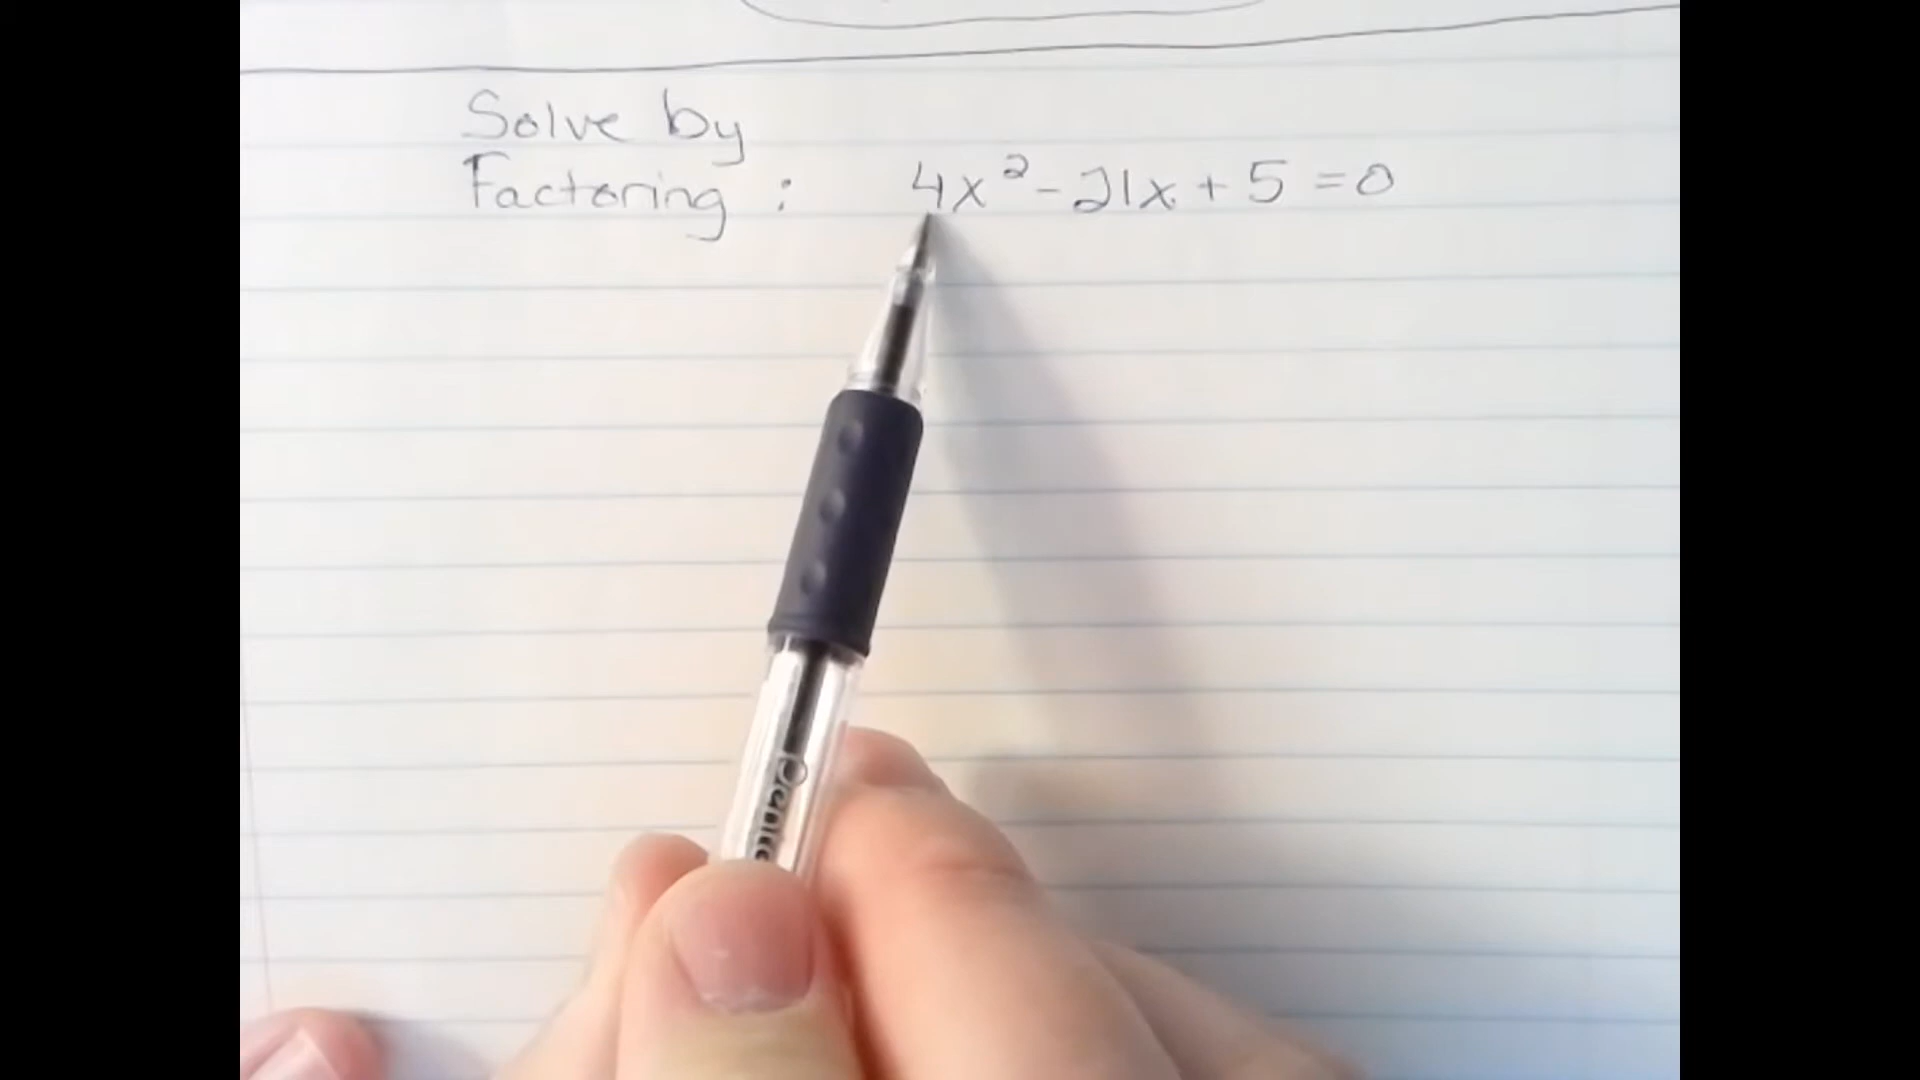 Solve by
Factoring : 4x² - 21x + 5 = 0